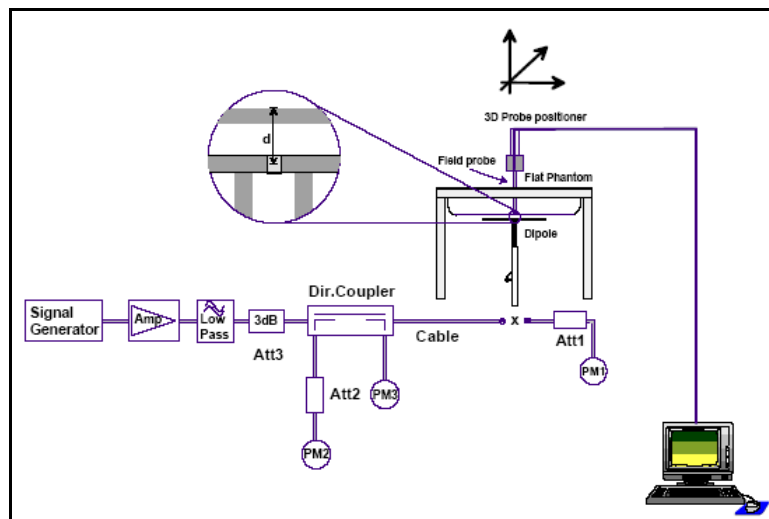 3D Probe positioner
d
Field probe
Flat Phantom
Dipole
Signal
Generator
Amp
Low
Pass
3dB
Att3
Dir.Coupler
Cable
x
Att1
PM1
Att2
PM3
PM2